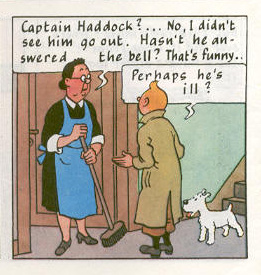 Captain Haddock?... No, I didn't
see him go out. Hasn't he an-
swered the bell? That's funny..
Perhaps he's
ill?